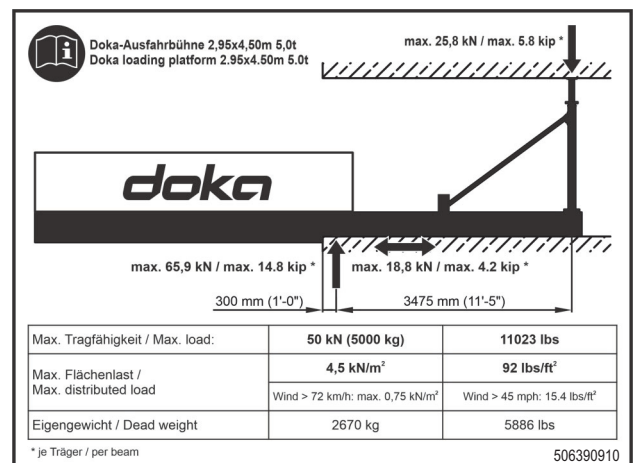 Doka-Ausfahrbühne 2,95x4,50m 5,0t
Doka loading platform 2.95x4.50m 5.0t
max. 25,8 kN / max. 5.8 kip *
doka
max. 65,9 kN / max. 14.8 kip *
max. 18,8 kN / max. 4.2 kip *
300 mm (1'-0")
3475 mm (11'-5")
Max. Tragfähigkeit / Max. load:
50 kN (5000 kg)
11023 lbs
Max. Flächenlast /
Max. distributed load
4,5 kN/m²
92 lbs/ft²
Wind > 72 km/h: max. 0,75 kN/m²
Wind > 45 mph: 15.4 lbs/ft²
Eigengewicht / Dead weight
2670 kg
5886 lbs
* je Träger / per beam
506390910